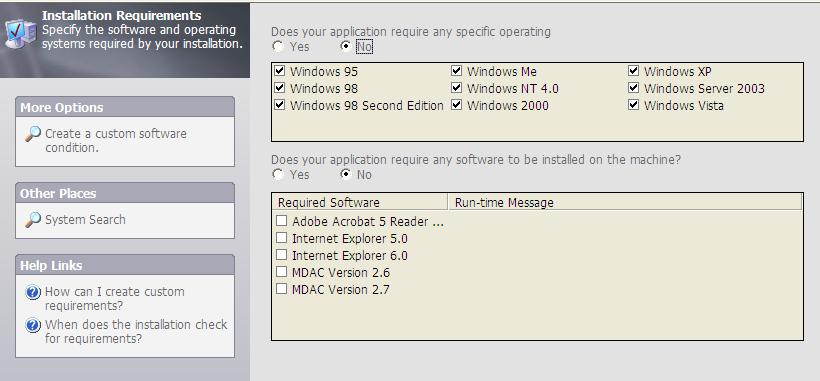 Installation Requirements
Specify the software and operating
systems required by your installation.
More Options
Create a custom software
condition.
Other Places
System Search
Help Links
How can I create custom
requirements?
When does the installation check
for requirements?
Does your application require any specific operating
Yes No
Windows 95 Windows Me Windows XP
Windows 98 Windows NT 4.0 Windows Server 2003
Windows 98 Second Edition Windows 2000 Windows Vista
Does your application require any software to be installed on the machine?
Yes No
Required Software Run-time Message
Adobe Acrobat 5 Reader ...
Internet Explorer 5.0
Internet Explorer 6.0
MDAC Version 2.6
MDAC Version 2.7